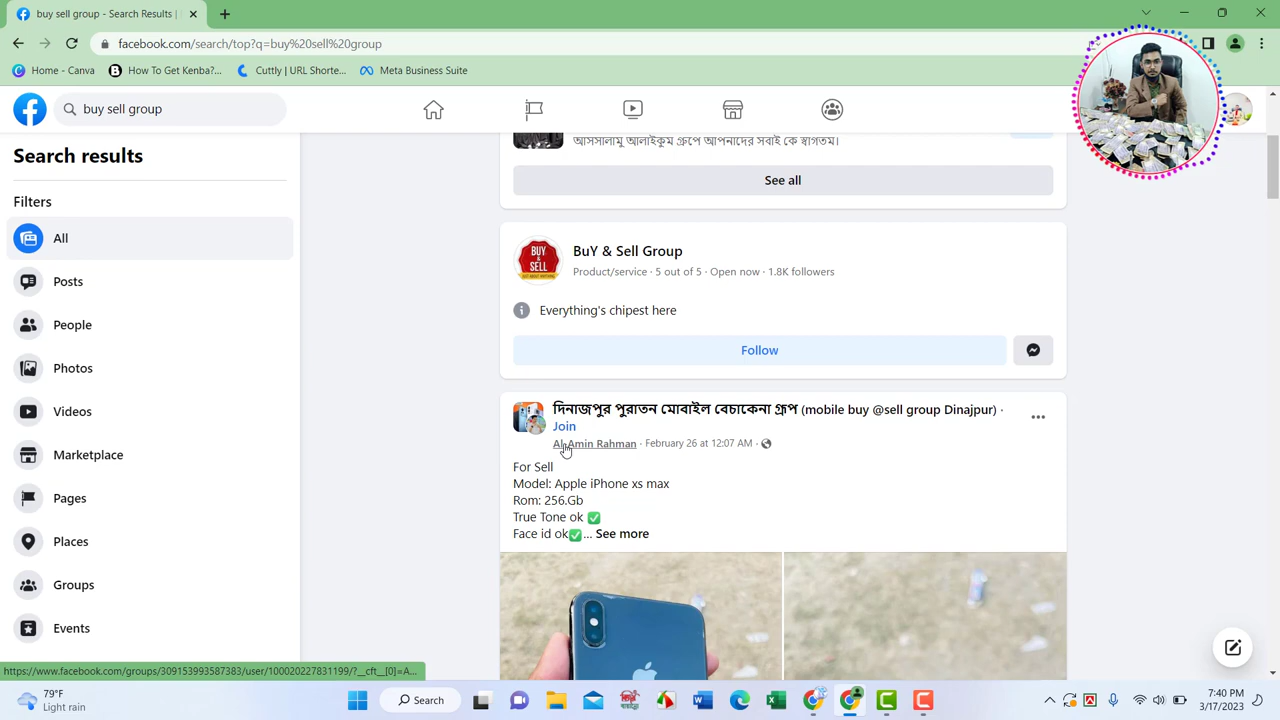 buy sell group - Search Results |
facebook.com/search/top?q=buy%20sell%20group
Home - Canva
How To Get Kenba?...
Cuttly | URL Shorte...
Meta Business Suite
buy sell group
Search results
Filters
All
Posts
People
Photos
Videos
Marketplace
Pages
Places
Groups
Events
আসসালামু আলাইকুম গ্রুপে আপনাদের সবাই কে স্বাগতম।
See all
BUY
&
SELL
BuY & Sell Group
Product/service · 5 out of 5 · Open now · 1.8K followers
Everything's chipest here
Follow
দিনাজপুর পুরাতন মোবাইল বেচাকেনা গ্রুপ (mobile buy @sell group Dinajpur) ·
Join
Al-Amin Rahman · February 26 at 12:07 AM ·
For Sell
Model: Apple iPhone xs max
Rom: 256.Gb
True Tone ok ✅
Face id ok✅... See more
https://www.facebook.com/groups/309153993587383/user/100020227831199/?__cft__[0]=A...
79°F
Light rain
Search
7:40 PM
3/17/2023